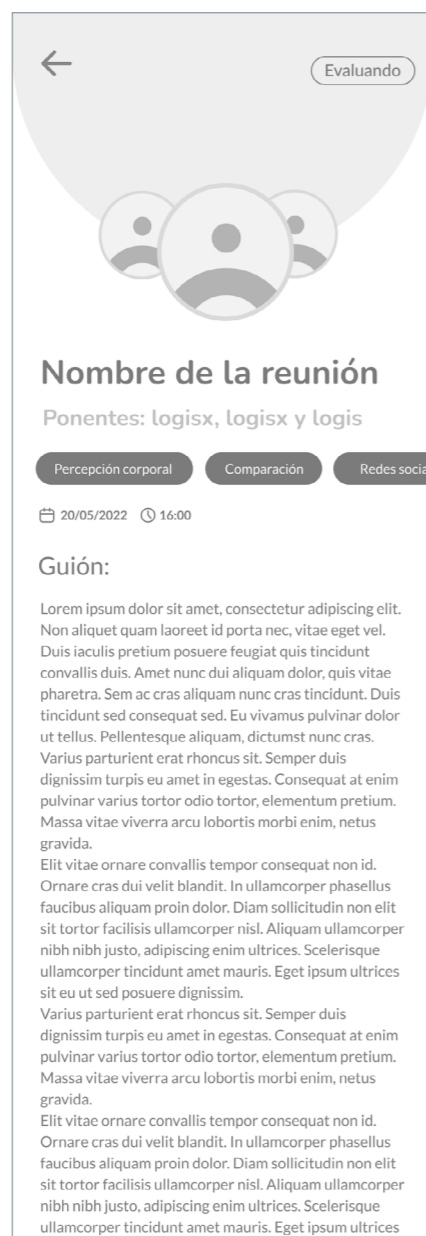 Evaluando
Nombre de la reunión
Ponentes: logisx, logisx y logis
Percepción corporal Comparación Redes socia
20/05/2022 16:00
Guión:
Lorem ipsum dolor sit amet, consectetur adipiscing elit.
Non aliquet quam laoreet id porta nec, vitae eget vel.
Duis iaculis pretium posuere feugiat quis tincidunt
convallis duis. Amet nunc dui aliquam dolor, quis vitae
pharetra. Sem ac cras aliquam nunc cras tincidunt. Duis
tincidunt sed consequat sed. Eu vivamus pulvinar dolor
ut tellus. Pellentesque aliquam, dictumst nunc cras.
Varius parturient erat rhoncus sit. Semper duis
dignissim turpis eu amet in egestas. Consequat at enim
pulvinar varius tortor odio tortor, elementum pretium.
Massa vitae viverra arcu lobortis morbi enim, netus
gravida.
Elit vitae ornare convallis tempor consequat non id.
Ornare cras dui velit blandit. In ullamcorper phasellus
faucibus aliquam proin dolor. Diam sollicitudin non elit
sit tortor facilisis ullamcorper nisl. Aliquam ullamcorper
nibh nibh justo, adipiscing enim ultrices. Scelerisque
ullamcorper tincidunt amet mauris. Eget ipsum ultrices
sit eu ut sed posuere dignissim.
Varius parturient erat rhoncus sit. Semper duis
dignissim turpis eu amet in egestas. Consequat at enim
pulvinar varius tortor odio tortor, elementum pretium.
Massa vitae viverra arcu lobortis morbi enim, netus
gravida.
Elit vitae ornare convallis tempor consequat non id.
Ornare cras dui velit blandit. In ullamcorper phasellus
faucibus aliquam proin dolor. Diam sollicitudin non elit
sit tortor facilisis ullamcorper nisl. Aliquam ullamcorper
nibh nibh justo, adipiscing enim ultrices. Scelerisque
ullamcorper tincidunt amet mauris. Eget ipsum ultrices